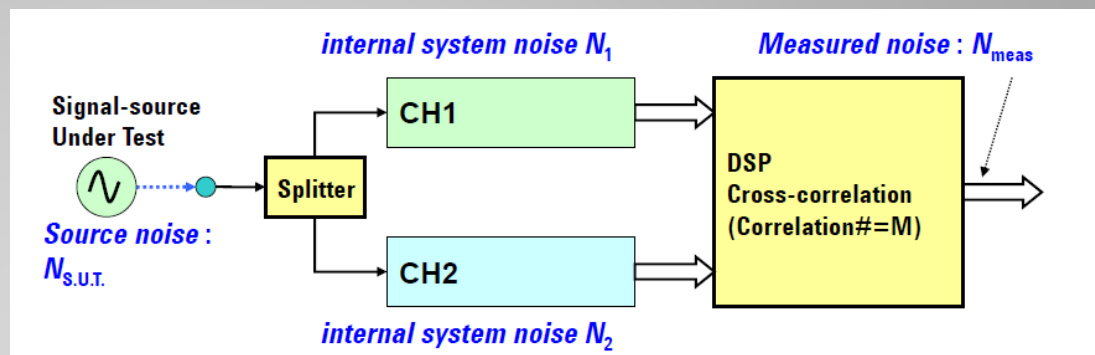 internal system noise N1
Measured noise : Nmeas
Signal-source
Under Test
CH1
Splitter
DSP
Cross-correlation
(Correlation#=M)
Source noise :
NS.U.T.
CH2
internal system noise N2